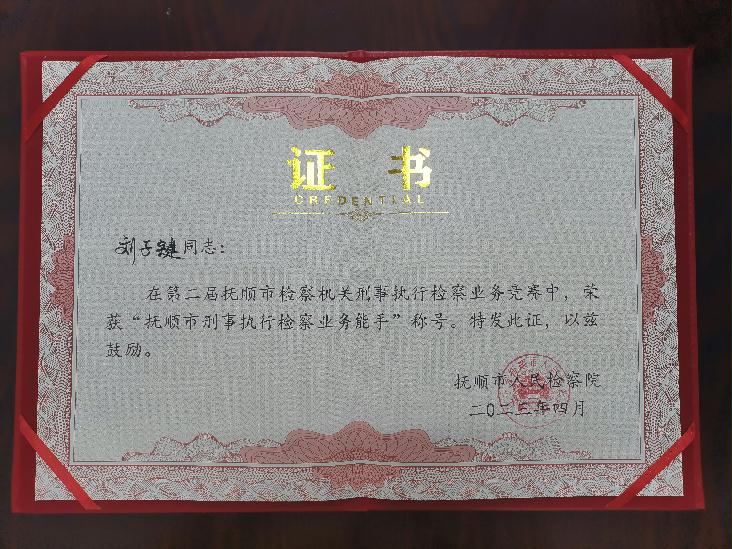 证 书
CREDENTIAL
刘子键同志：
在第二届抚顺市检察机关刑事执行检察业务竞赛中，荣
获“抚顺市刑事执行检察业务能手”称号。特发此证，以兹
鼓励。
抚顺市人民检察院
二〇二三年四月